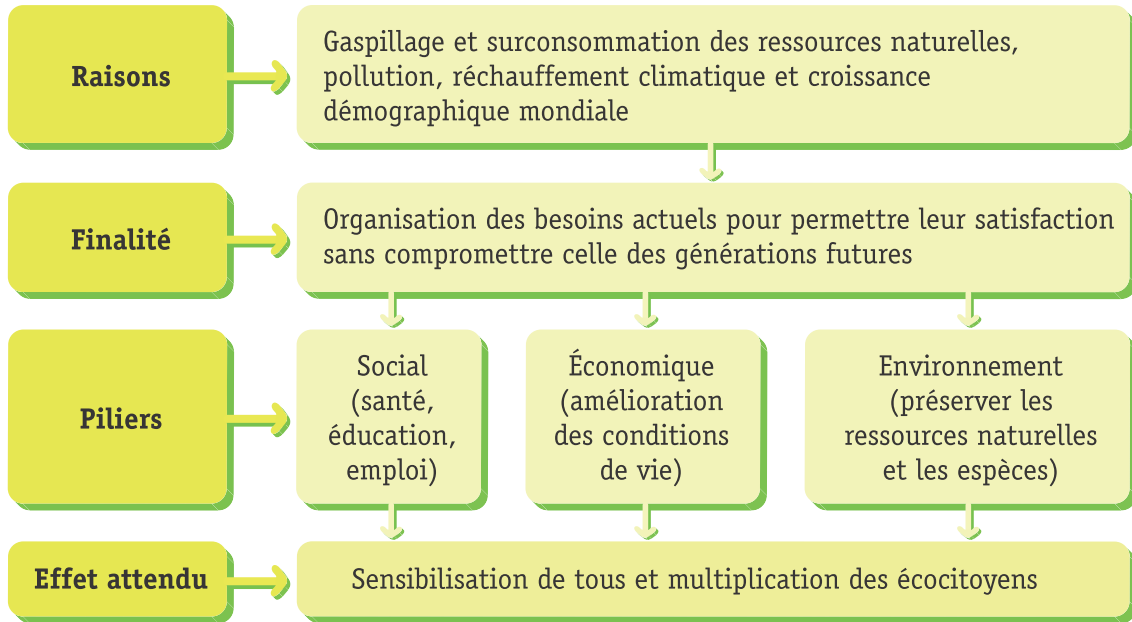 Raisons
Gaspillage et surconsommation des ressources naturelles,
pollution, réchauffement climatique et croissance
démographique mondiale
Finalité
Organisation des besoins actuels pour permettre leur satisfaction
sans compromettre celle des générations futures
Piliers
Social
(santé,
éducation,
emploi)
Économique
(amélioration
des conditions
de vie)
Environnement
(préserver les
ressources naturelles
et les espèces)
Effet attendu
Sensibilisation de tous et multiplication des écocitoyens